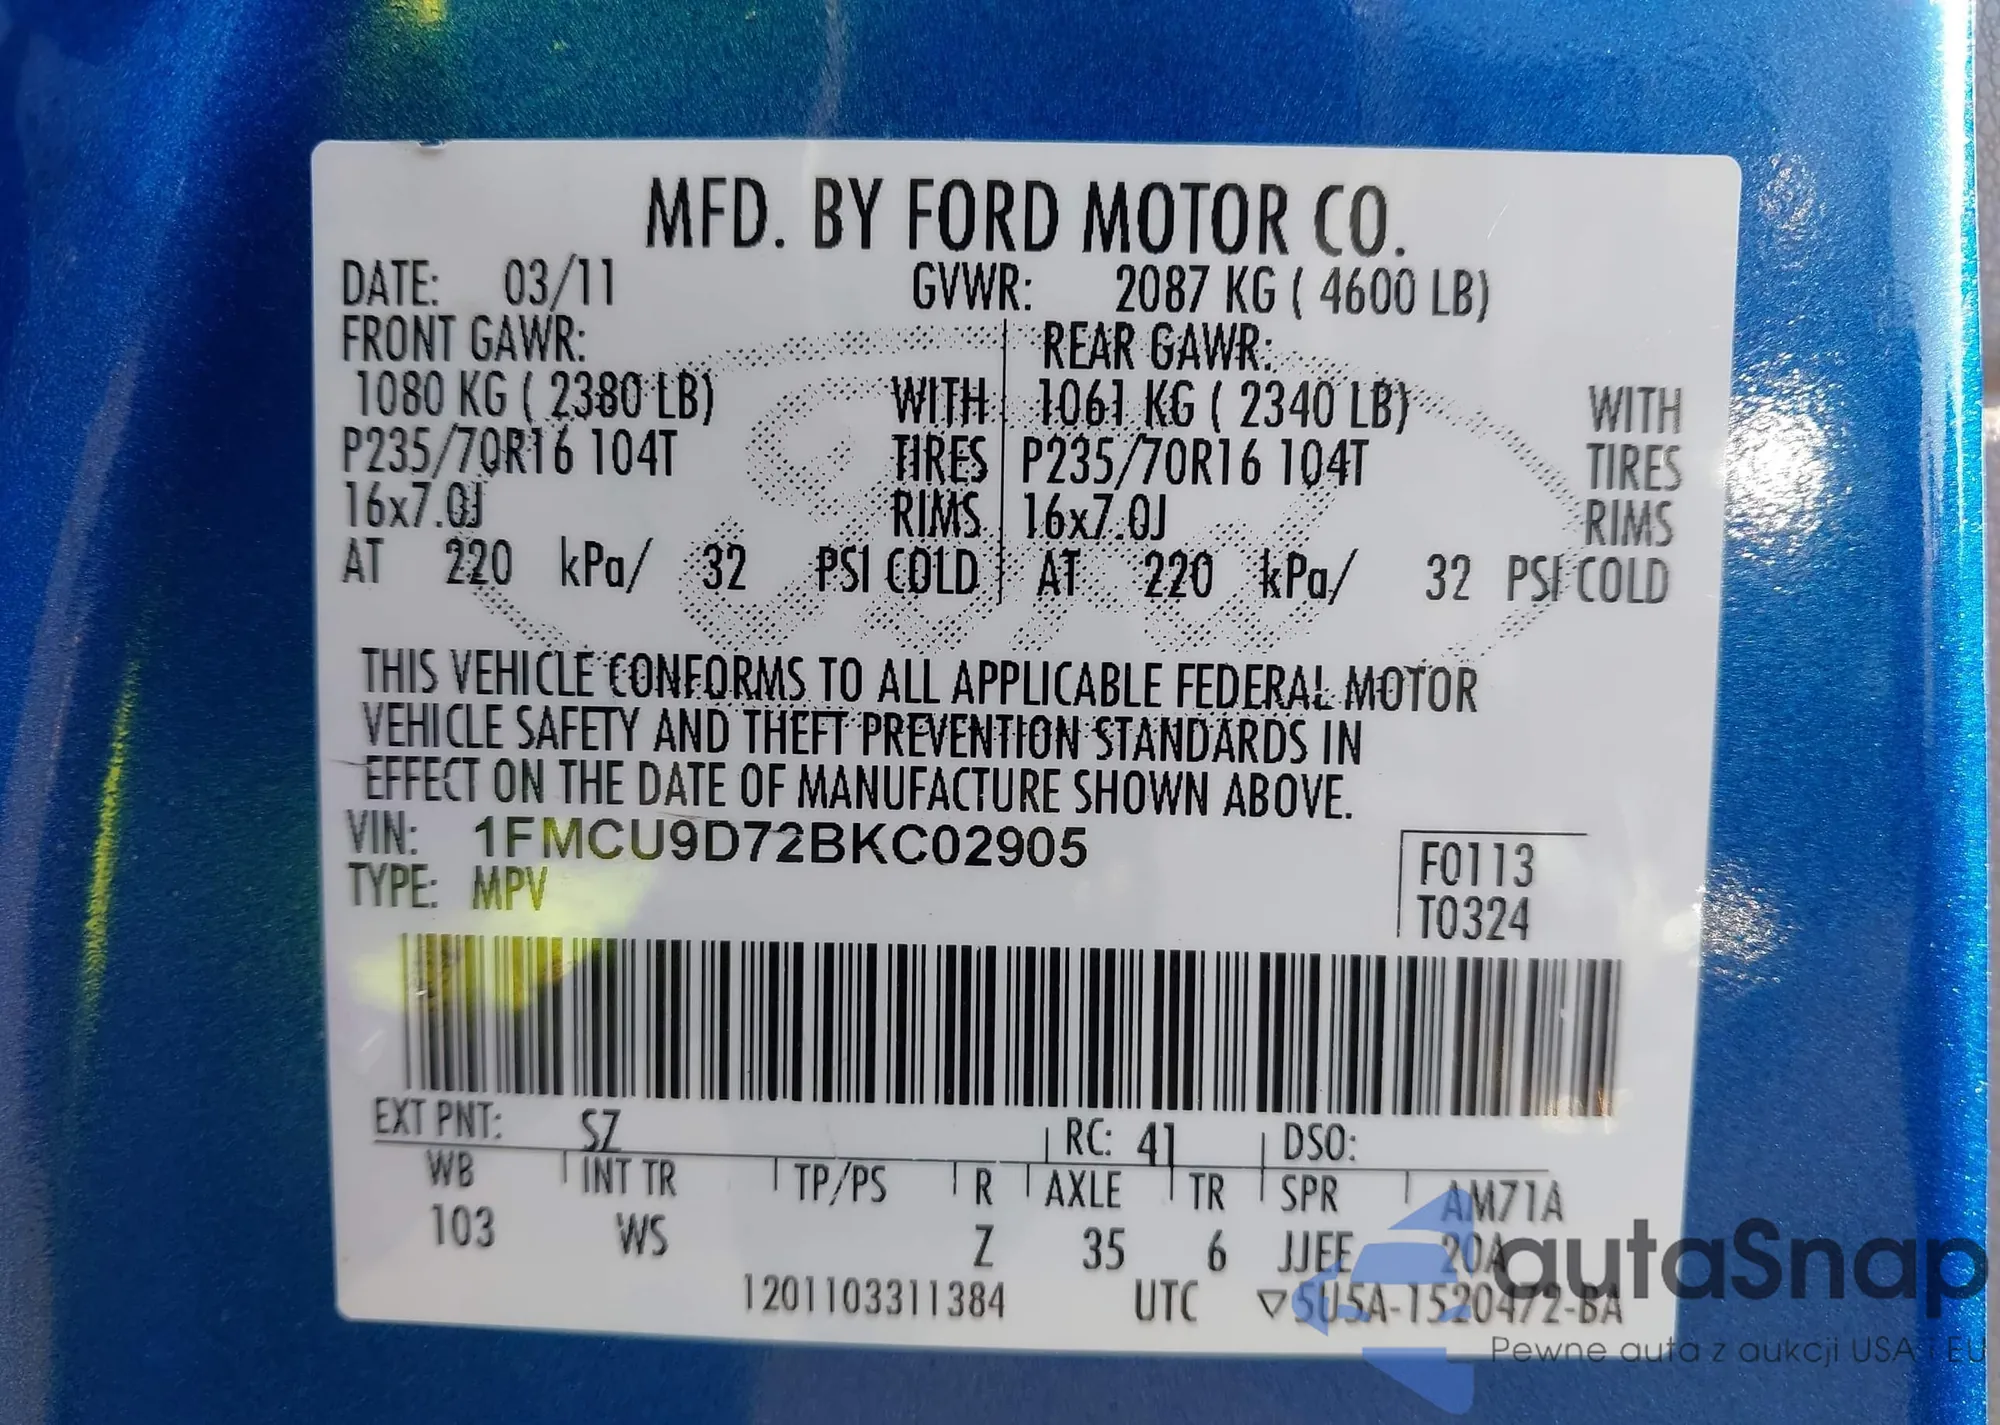 MFD. BY FORD MOTOR CO.
DATE: 03/11 GVWR: 2087 KG ( 4600 LB)
FRONT GAWR: REAR GAWR:
1080 KG ( 2380 LB) WITH 1061 KG ( 2340 LB) WITH
P235/70R16 104T TIRES P235/70R16 104T TIRES
16x7.0J RIMS 16x7.0J RIMS
AT 220 kPa/ 32 PSI COLD AT 220 kPa/ 32 PSI COLD
THIS VEHICLE CONFORMS TO ALL APPLICABLE FEDERAL MOTOR
VEHICLE SAFETY AND THEFT PREVENTION STANDARDS IN
EFFECT ON THE DATE OF MANUFACTURE SHOWN ABOVE.
VIN: 1FMCU9D72BKC02905
TYPE: MPV
F0113
T0324
EXT PNT: SZ RC: 41 DSO:
WB INT TR TP/PS R AXLE TR SPR AM71A
103 WS Z 35 6 JJEE 20A
1201103311384 UTC ▽5U5A-1520472-BA
autaSnap
Pewne auta z aukcji USA i EU